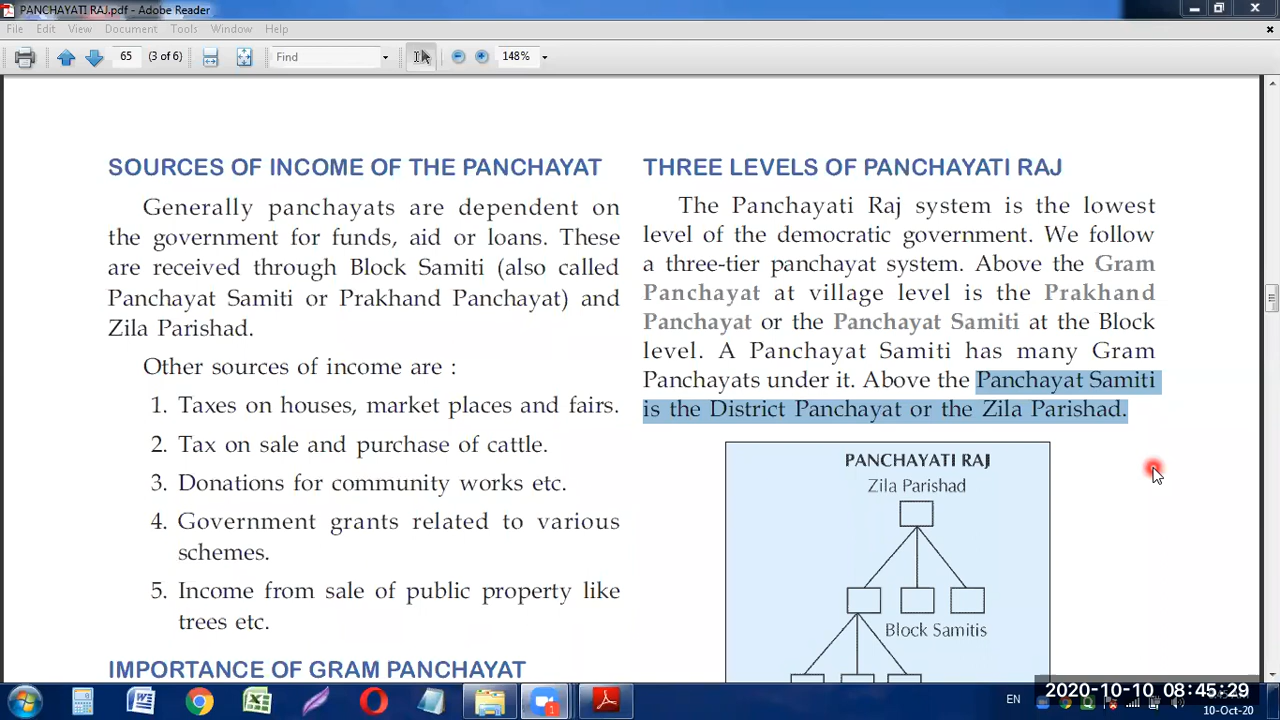 PANCHAYATI RAJ.pdf - Adobe Reader
File Edit View Document Tools Window Help
65 (3 of 6) Find 148%
SOURCES OF INCOME OF THE PANCHAYAT
Generally panchayats are dependent on
the government for funds, aid or loans. These
are received through Block Samiti (also called
Panchayat Samiti or Prakhand Panchayat) and
Zila Parishad.
Other sources of income are :
1. Taxes on houses, market places and fairs.
2. Tax on sale and purchase of cattle.
3. Donations for community works etc.
4. Government grants related to various
schemes.
5. Income from sale of public property like
trees etc.
IMPORTANCE OF GRAM PANCHAYAT
THREE LEVELS OF PANCHAYATI RAJ
The Panchayati Raj system is the lowest
level of the democratic government. We follow
a three-tier panchayat system. Above the Gram
Panchayat at village level is the Prakhand
Panchayat or the Panchayat Samiti at the Block
level. A Panchayat Samiti has many Gram
Panchayats under it. Above the Panchayat Samiti
is the District Panchayat or the Zila Parishad.
PANCHAYATI RAJ
Zila Parishad
Block Samitis
EN
2020-10-10 08:45:29
10-Oct-20